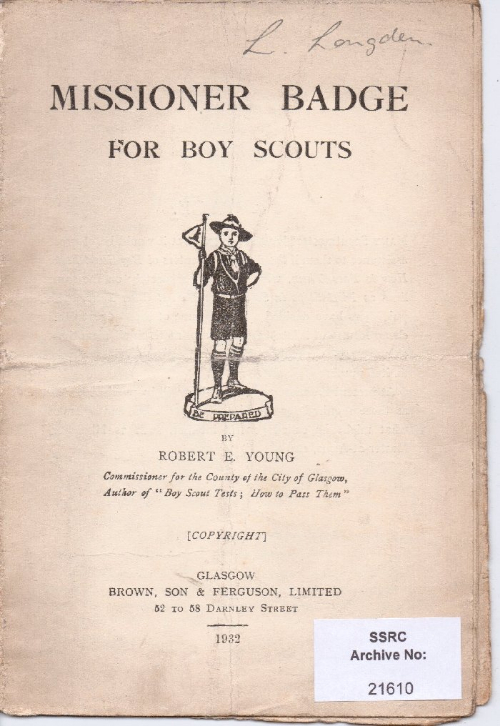 L. Longden.
MISSIONER BADGE
FOR BOY SCOUTS
BE PREPARED
BY
ROBERT E. YOUNG
Commissioner for the County of the City of Glasgow,
Author of "Boy Scout Tests; How to Pass Them"
[COPYRIGHT]
GLASGOW
BROWN, SON & FERGUSON, LIMITED
52 TO 58 DARNLEY STREET
1932
SSRC
Archive No:
21610